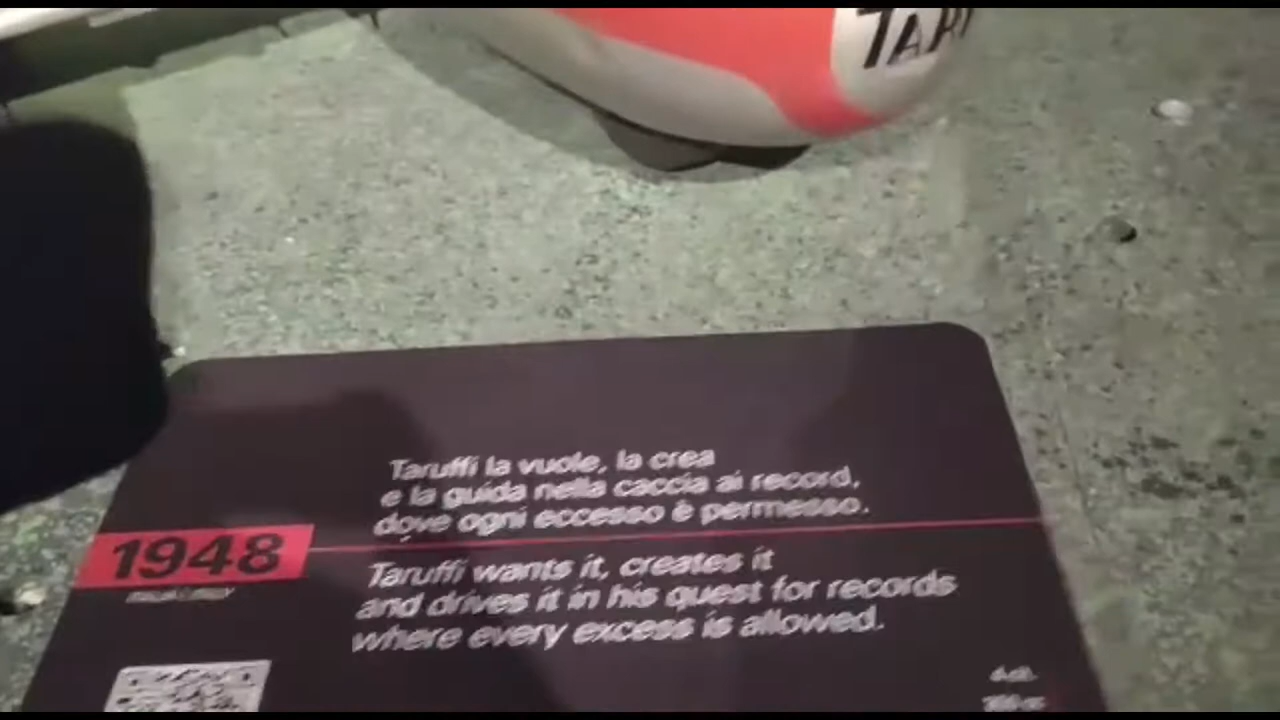 TAR
Taruffi la vuole, la crea
e la guida nella caccia ai record,
dove ogni eccesso è permesso.
1948
Taruffi wants it, creates it
and drives it in his quest for records
where every excess is allowed.